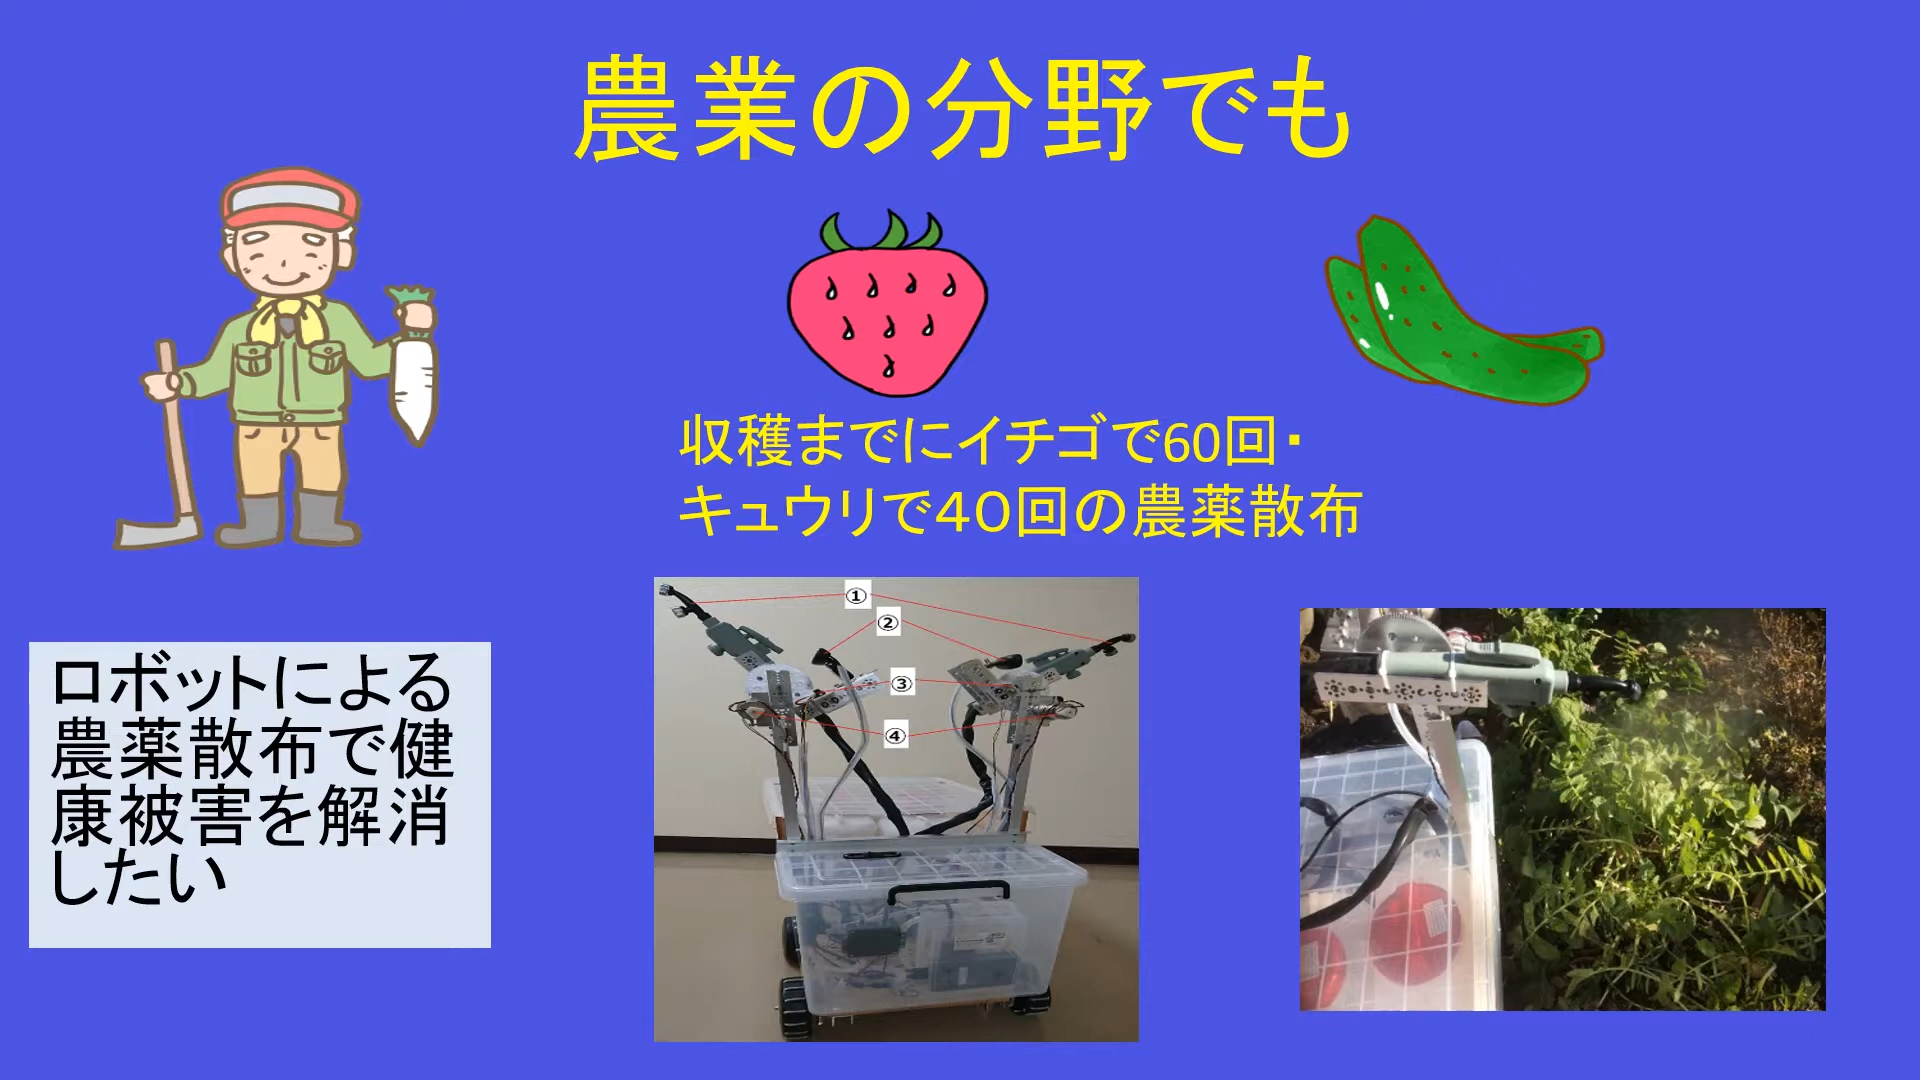 農業の分野でも
収穫までにイチゴで60回・
キュウリで４０回の農薬散布
ロボットによる
農薬散布で健
康被害を解消
したい
①
②
③
④